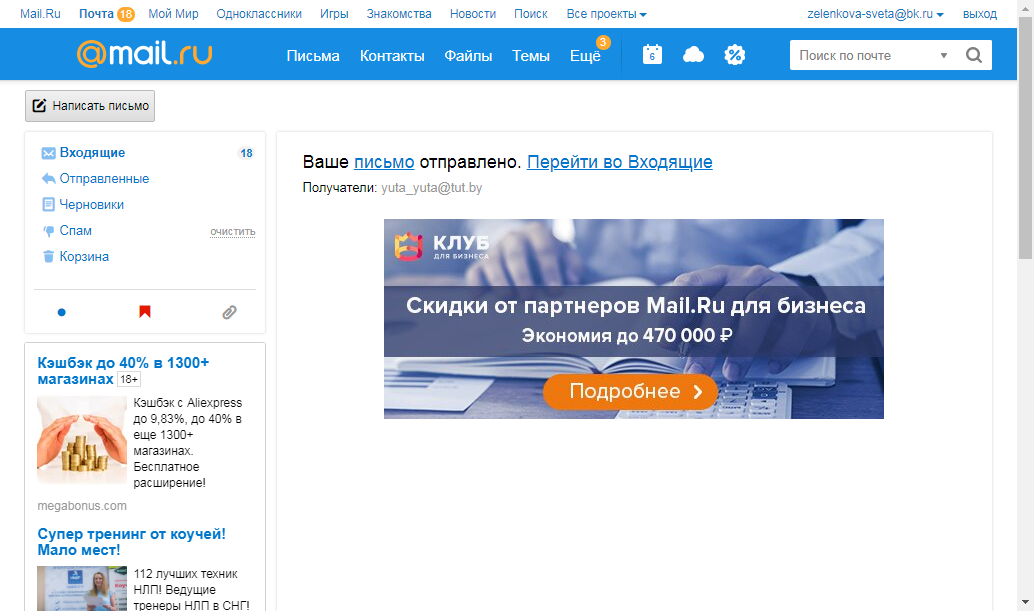 Mail.Ru Почта 18 Мой Мир Одноклассники Игры Знакомства Новости Поиск Все проекты zelenkova-sveta@bk.ru выход
@mail.ru Письма Контакты Файлы Темы Ещё 3 6 % Поиск по почте
Написать письмо
Входящие 18
Отправленные
Черновики
Спам очистить
Корзина
Ваше письмо отправлено. Перейти во Входящие
Получатели: yuta_yuta@tut.by
КЛУБ
ДЛЯ БИЗНЕСА
Скидки от партнеров Mail.Ru для бизнеса
Экономия до 470 000 ₽
Подробнее
Кэшбэк до 40% в 1300+
магазинах 18+
Кэшбэк с Aliexpress
до 9,83%, до 40% в
еще 1300+
магазинах.
Бесплатное
расширение!
megabonus.com
Супер тренинг от коучей!
Мало мест!
112 лучших техник
НЛП! Ведущие
тренеры НЛП в СНГ!